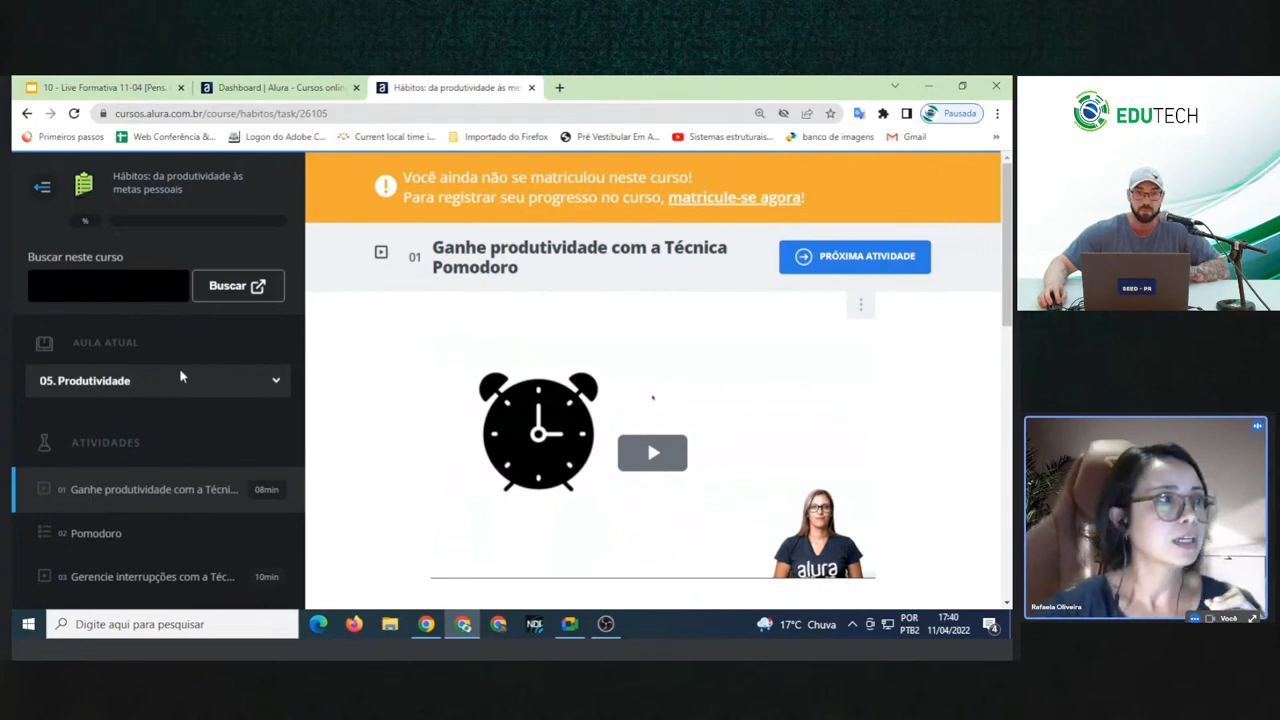 10 - Live Formativa 11-04 [Pens.
Dashboard | Alura - Cursos onlin
Hábitos: da produtividade às me
EDUTECH
cursos.alura.com.br/course/habitos/task/26105
Pausada
Primeiros passos
Web Conferência &...
Logon do Adobe C...
Current local time i...
Importado do Firefox
Pré Vestibular Em A...
Sistemas estruturais...
banco de imagens
Gmail
»
Hábitos: da produtividade às
metas pessoais
%
Buscar neste curso
Buscar
AULA ATUAL
05. Produtividade
ATIVIDADES
01 Ganhe produtividade com a Técni... 08min
02 Pomodoro
03 Gerencie interrupções com a Téc... 10min
Você ainda não se matriculou neste curso!
Para registrar seu progresso no curso, matricule-se agora!
01 Ganhe produtividade com a Técnica
Pomodoro
PRÓXIMA ATIVIDADE
alura
SEED - PR
Rafaela Oliveira
Você
Digite aqui para pesquisar
NDI
17°C Chuva
POR
PTB2
17:40
11/04/2022
4